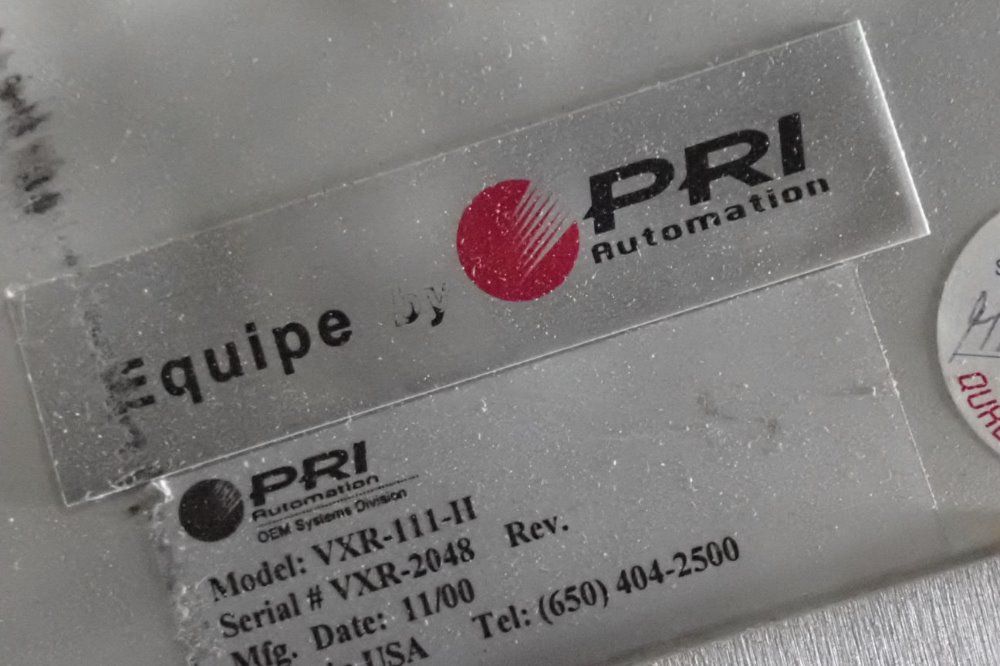 Equipe by PRI
Automation
PRI
Automation
OEM Systems Division
Model: VXR-111-II
Serial # VXR-2048 Rev.
Mfg. Date: 11/00
USA Tel: (650) 404-2500